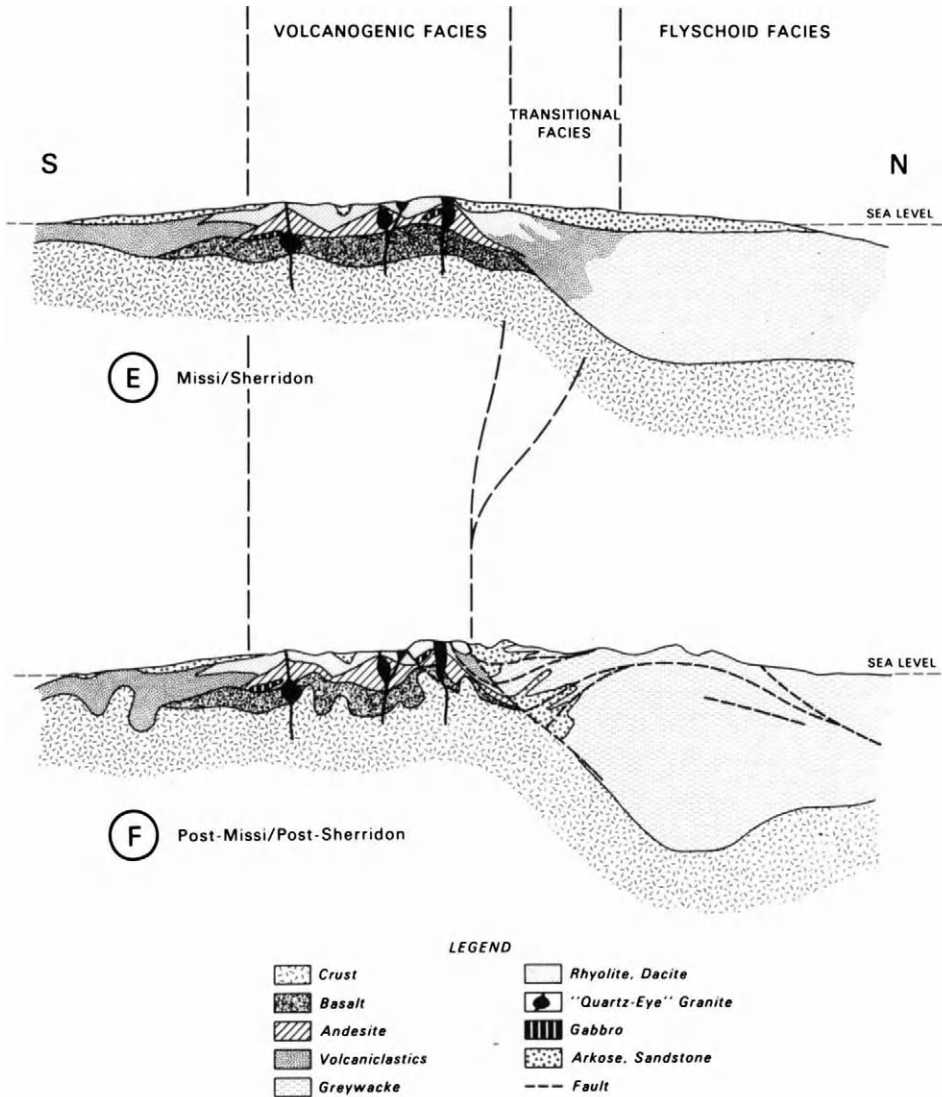 VOLCANOGENIC FACIES
FLYSCHOID FACIES
TRANSITIONAL
FACIES
S
N
SEA LEVEL
E Missi/Sherridon
SEA LEVEL
F Post-Missi/Post-Sherridon
LEGEND
Crust
Basalt
Andesite
Volcaniclastics
Greywacke
Rhyolite, Dacite
"Quartz-Eye" Granite
Gabbro
Arkose, Sandstone
Fault